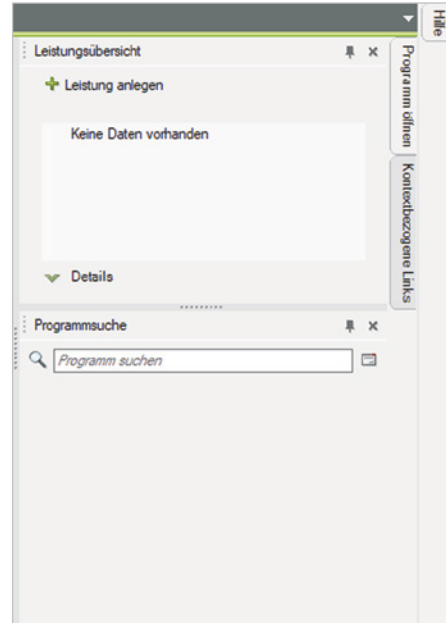 Leistungsübersicht
Leistung anlegen
Keine Daten vorhanden
Details
Programmsuche
Programm suchen
Programm öffnen
Kontextbezogene Links
Hilfe